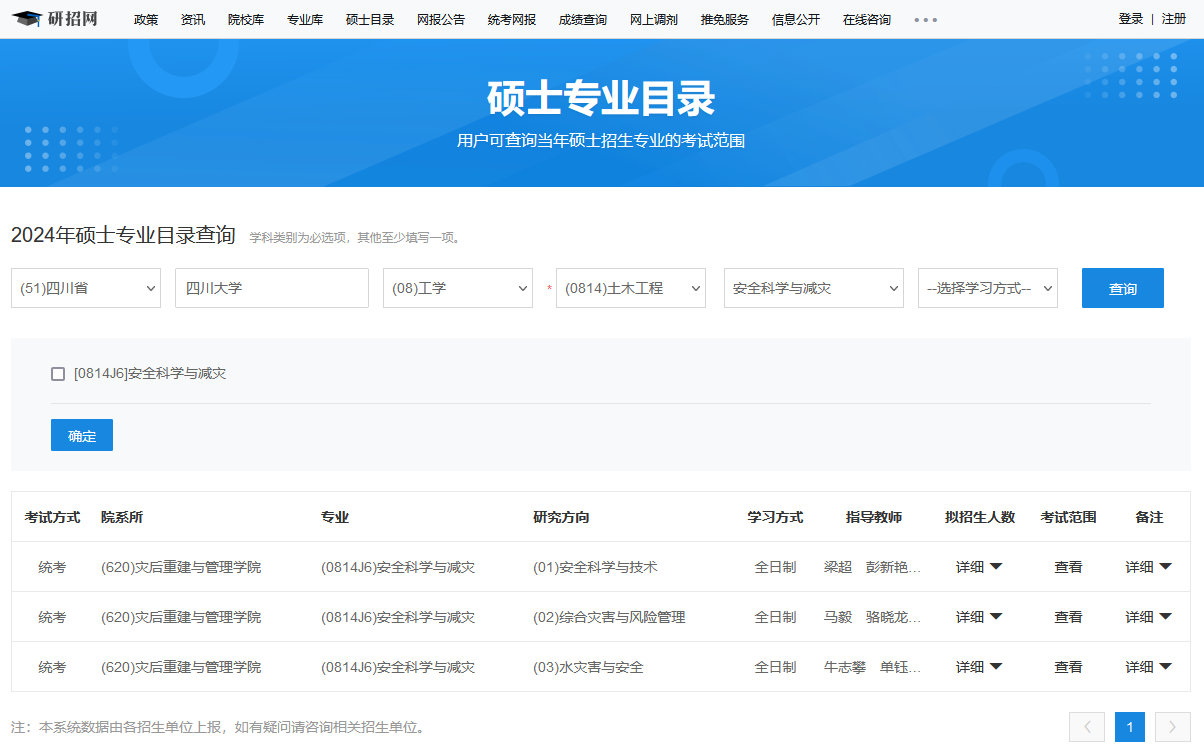 研招网 政策 资讯 院校库 专业库 硕士目录 网报公告 统考网报 成绩查询 网上调剂 推免服务 信息公开 在线咨询 ••• 登录 | 注册
硕士专业目录
用户可查询当年硕士招生专业的考试范围
2024年硕士专业目录查询 学科类别为必选项，其他至少填写一项。
(51)四川省 四川大学 (08)工学 * (0814)土木工程 安全科学与减灾 --选择学习方式-- 查询
[0814J6]安全科学与减灾
确定
考试方式 院系所 专业 研究方向 学习方式 指导教师 拟招生人数 考试范围 备注
统考 (620)灾后重建与管理学院 (0814J6)安全科学与减灾 (01)安全科学与技术 全日制 梁超 彭新艳... 详细 查看 详细
统考 (620)灾后重建与管理学院 (0814J6)安全科学与减灾 (02)综合灾害与风险管理 全日制 马毅 骆晓龙... 详细 查看 详细
统考 (620)灾后重建与管理学院 (0814J6)安全科学与减灾 (03)水灾害与安全 全日制 牛志攀 单钰... 详细 查看 详细
注：本系统数据由各招生单位上报，如有疑问请咨询相关招生单位。 1